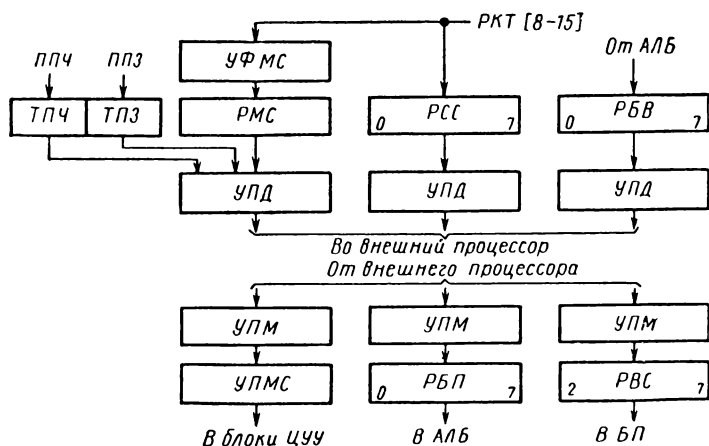 РКТ [8-15]
ППЧ ППЗ УФМС От АЛБ
ТПЧ ТПЗ РМС РСС РБВ
0 7 0 7
УПД УПД УПД
Во внешний процессор
От внешнего процессора
УПМ УПМ УПМ
УПМС РБП РВС
0 7 2 7
В блоки ЦУУ В АЛБ В БП